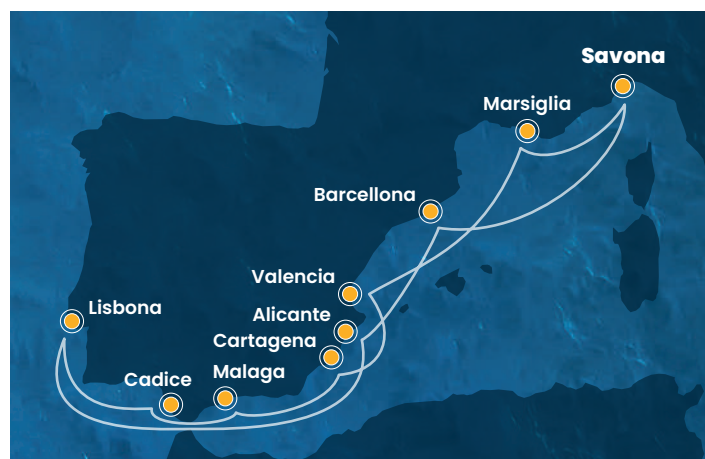 Savona
Marsiglia
Barcellona
Valencia
Lisbona
Alicante
Cartagena
Malaga
Cadice